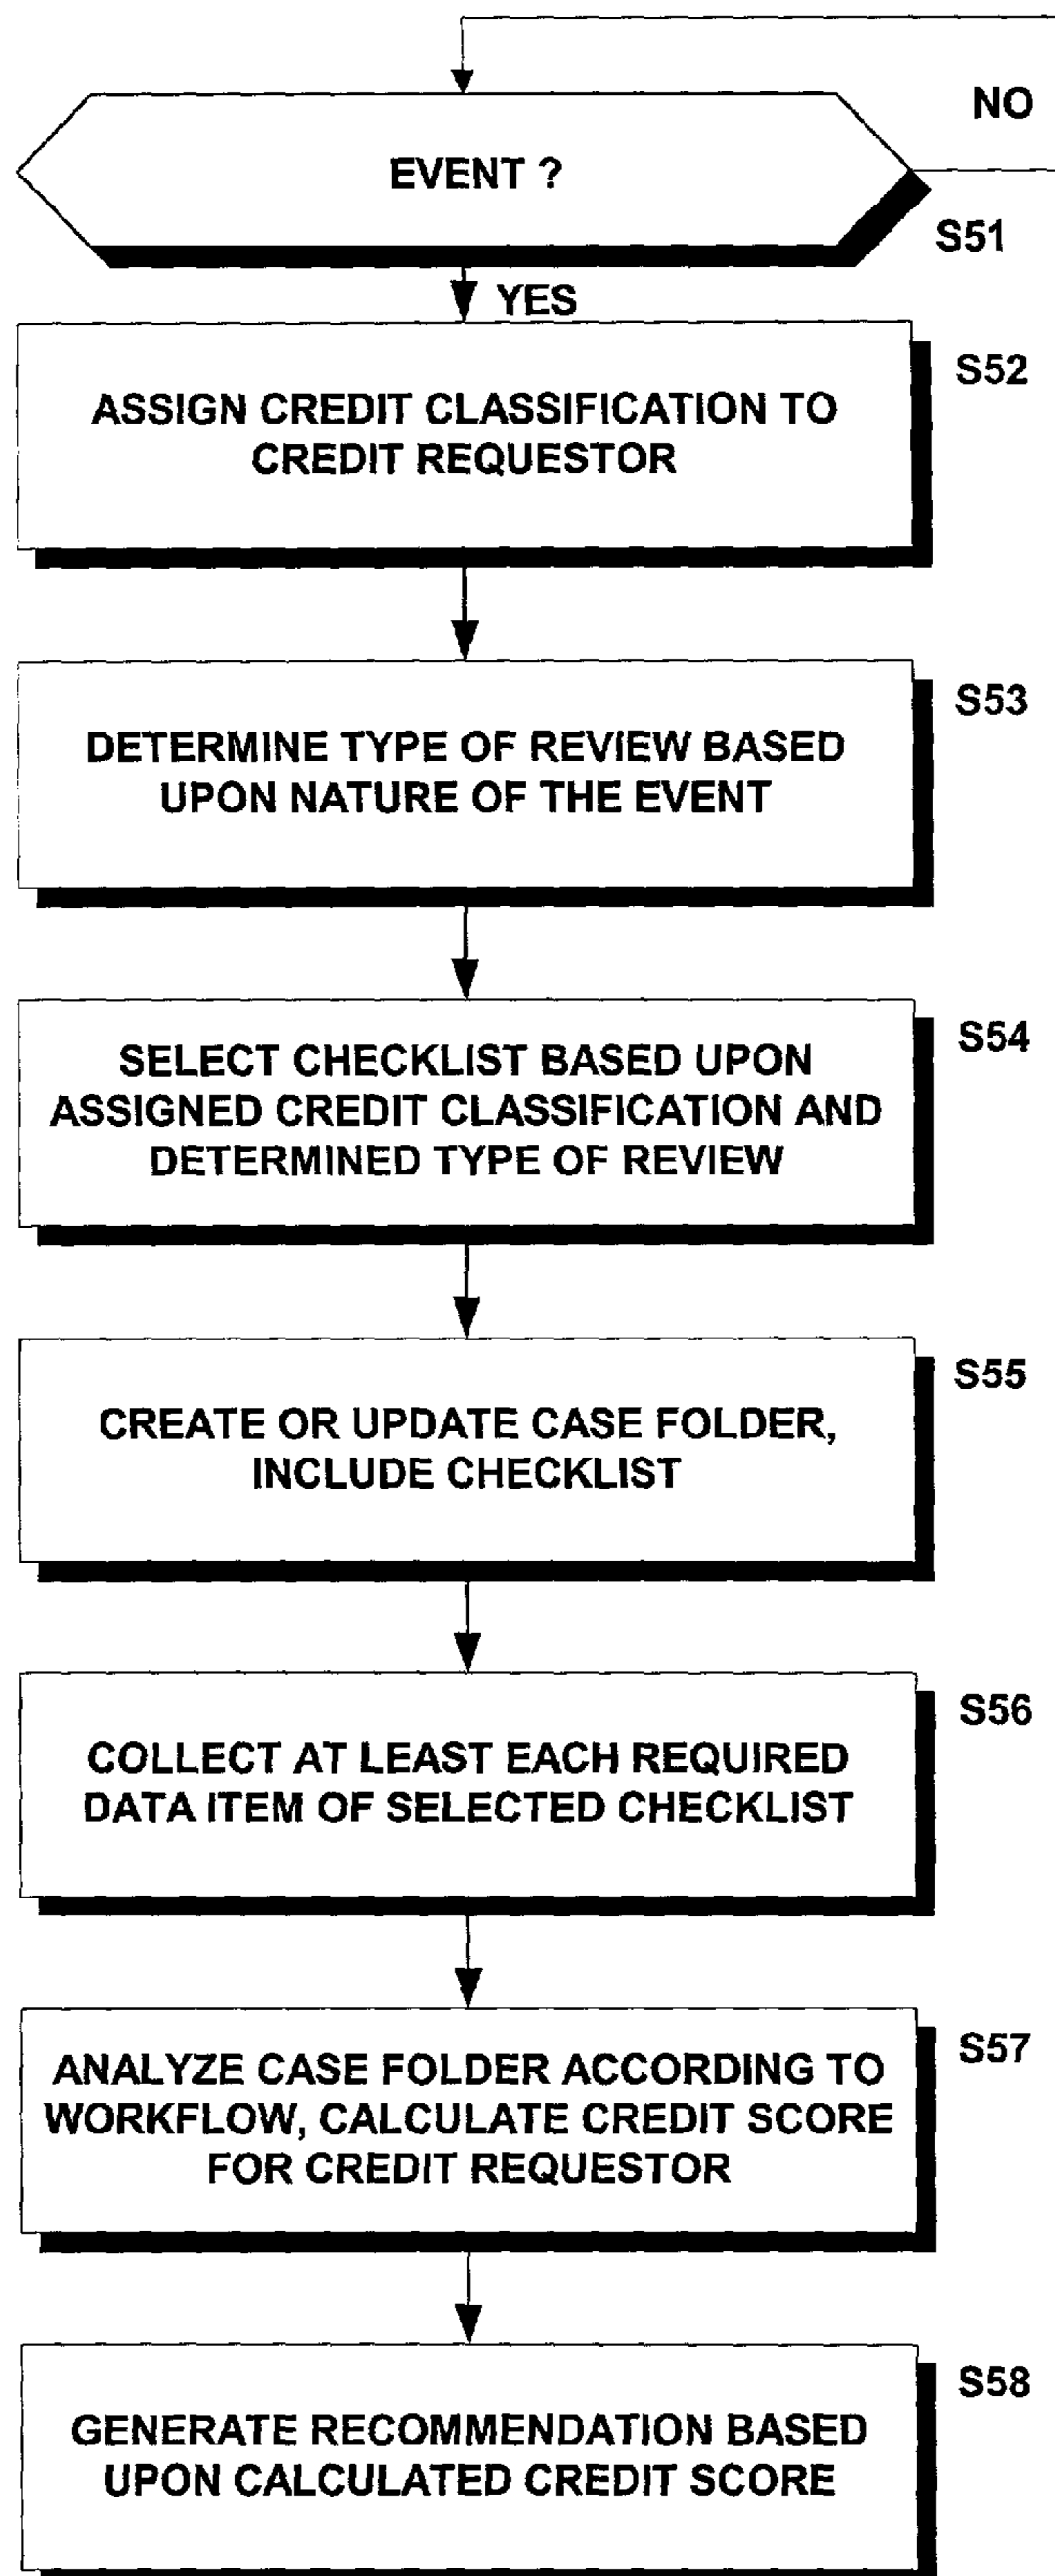 NO
EVENT ?
S51
YES
S52
ASSIGN CREDIT CLASSIFICATION TO
CREDIT REQUESTOR
S53
DETERMINE TYPE OF REVIEW BASED
UPON NATURE OF THE EVENT
S54
SELECT CHECKLIST BASED UPON
ASSIGNED CREDIT CLASSIFICATION AND
DETERMINED TYPE OF REVIEW
S55
CREATE OR UPDATE CASE FOLDER,
INCLUDE CHECKLIST
S56
COLLECT AT LEAST EACH REQUIRED
DATA ITEM OF SELECTED CHECKLIST
S57
ANALYZE CASE FOLDER ACCORDING TO
WORKFLOW, CALCULATE CREDIT SCORE
FOR CREDIT REQUESTOR
S58
GENERATE RECOMMENDATION BASED
UPON CALCULATED CREDIT SCORE